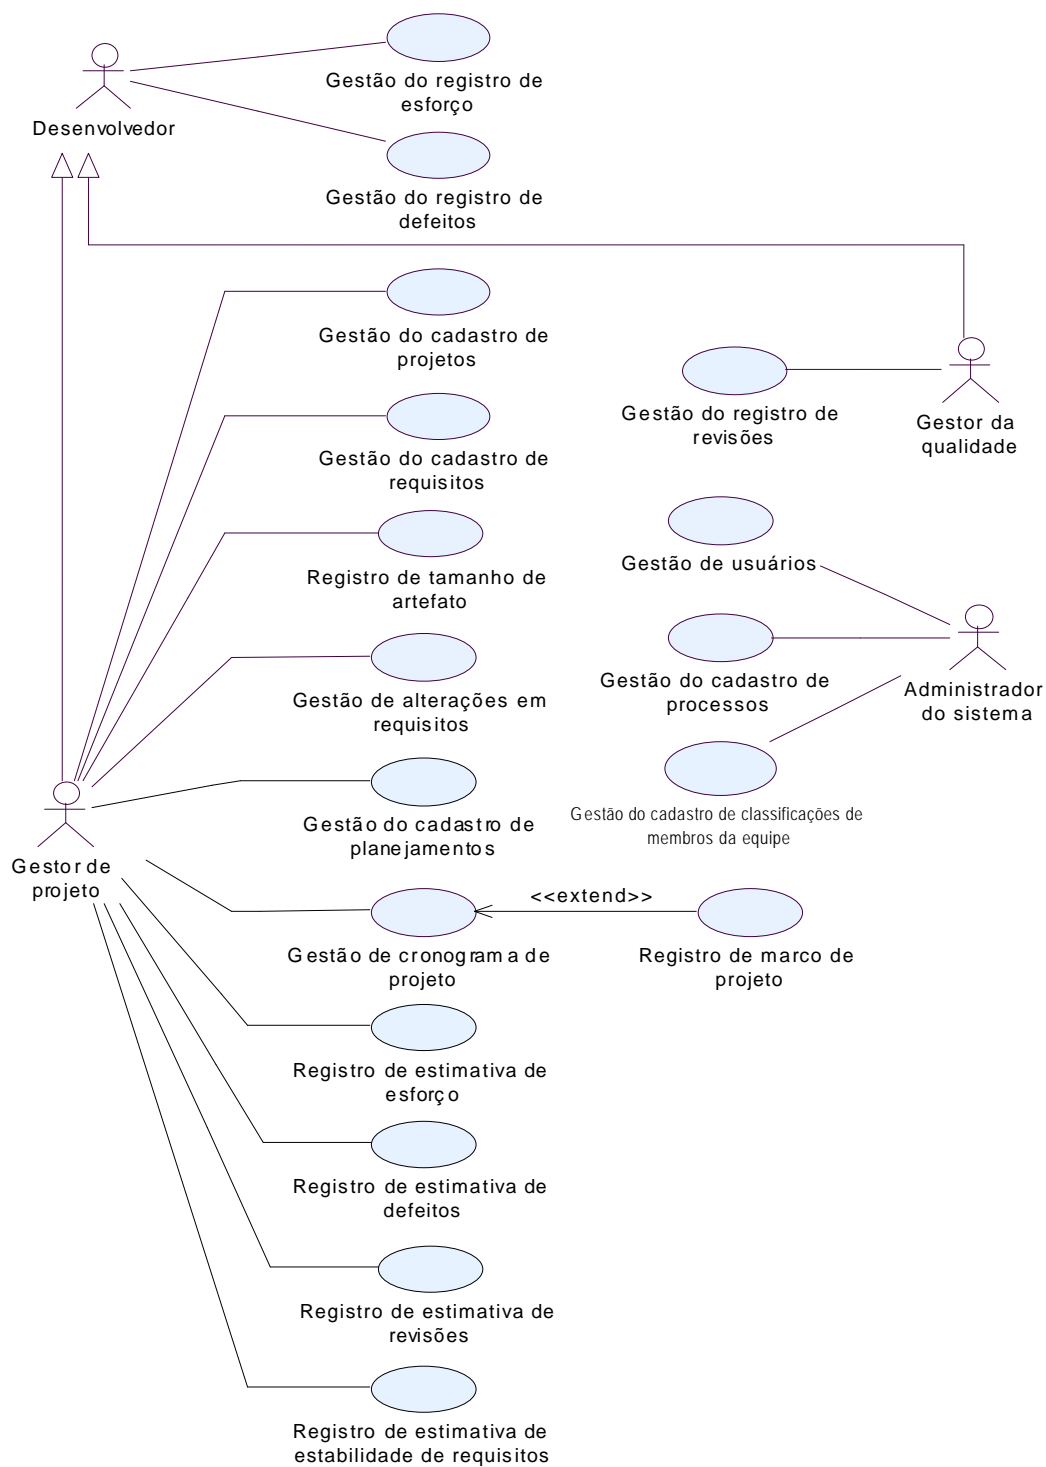 Desenvolvedor
Gestão do registro de
esforço
Gestão do registro de
defeitos
Gestão do cadastro de
projetos
Gestão do registro de
revisões
Gestor da
qualidade
Gestão do cadastro de
requisitos
Gestão de usuários
Registro de tamanho de
artefato
Gestão do cadastro de
processos
Administrador
do sistema
Gestão de alterações em
requisitos
Gestão do cadastro de classificações de
membros da equipe
Gestão do cadastro de
planejamentos
Gestor de
projeto
<<extend>>
Gestão de cronograma de
projeto
Registro de marco de
projeto
Registro de estimativa de
esforço
Registro de estimativa de
defeitos
Registro de estimativa de
revisões
Registro de estimativa de
estabilidade de requisitos